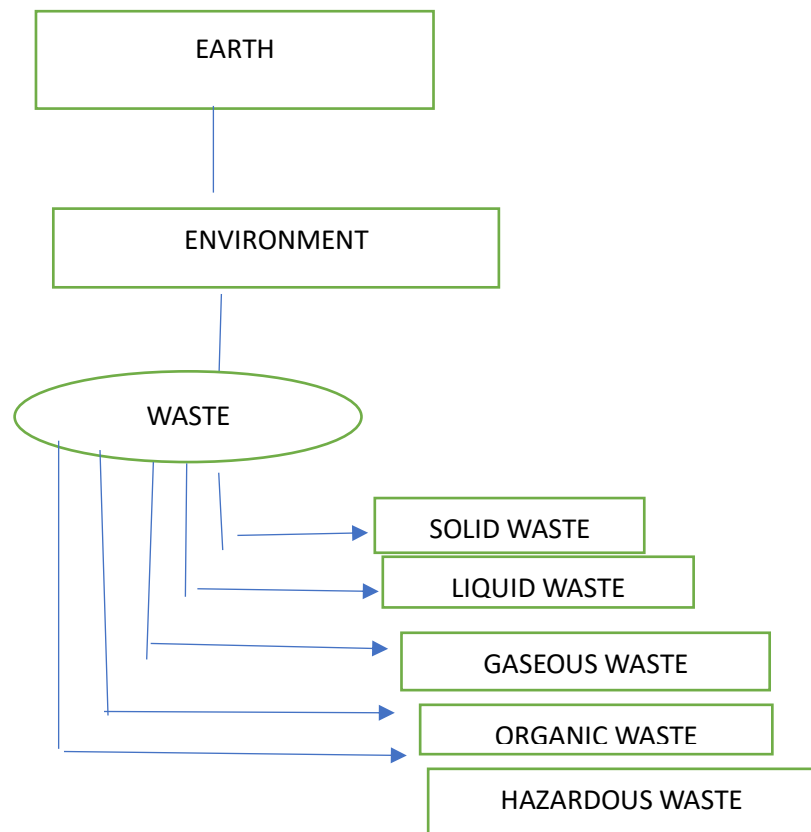 EARTH
ENVIRONMENT
WASTE
SOLID WASTE
LIQUID WASTE
GASEOUS WASTE
ORGANIC WASTE
HAZARDOUS WASTE